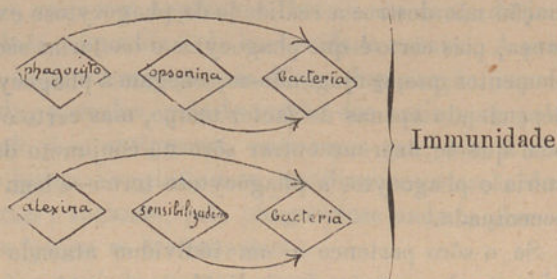 phagocyto opsonina Bacteria
Immunidade
alexina sensibilizadora Bacteria